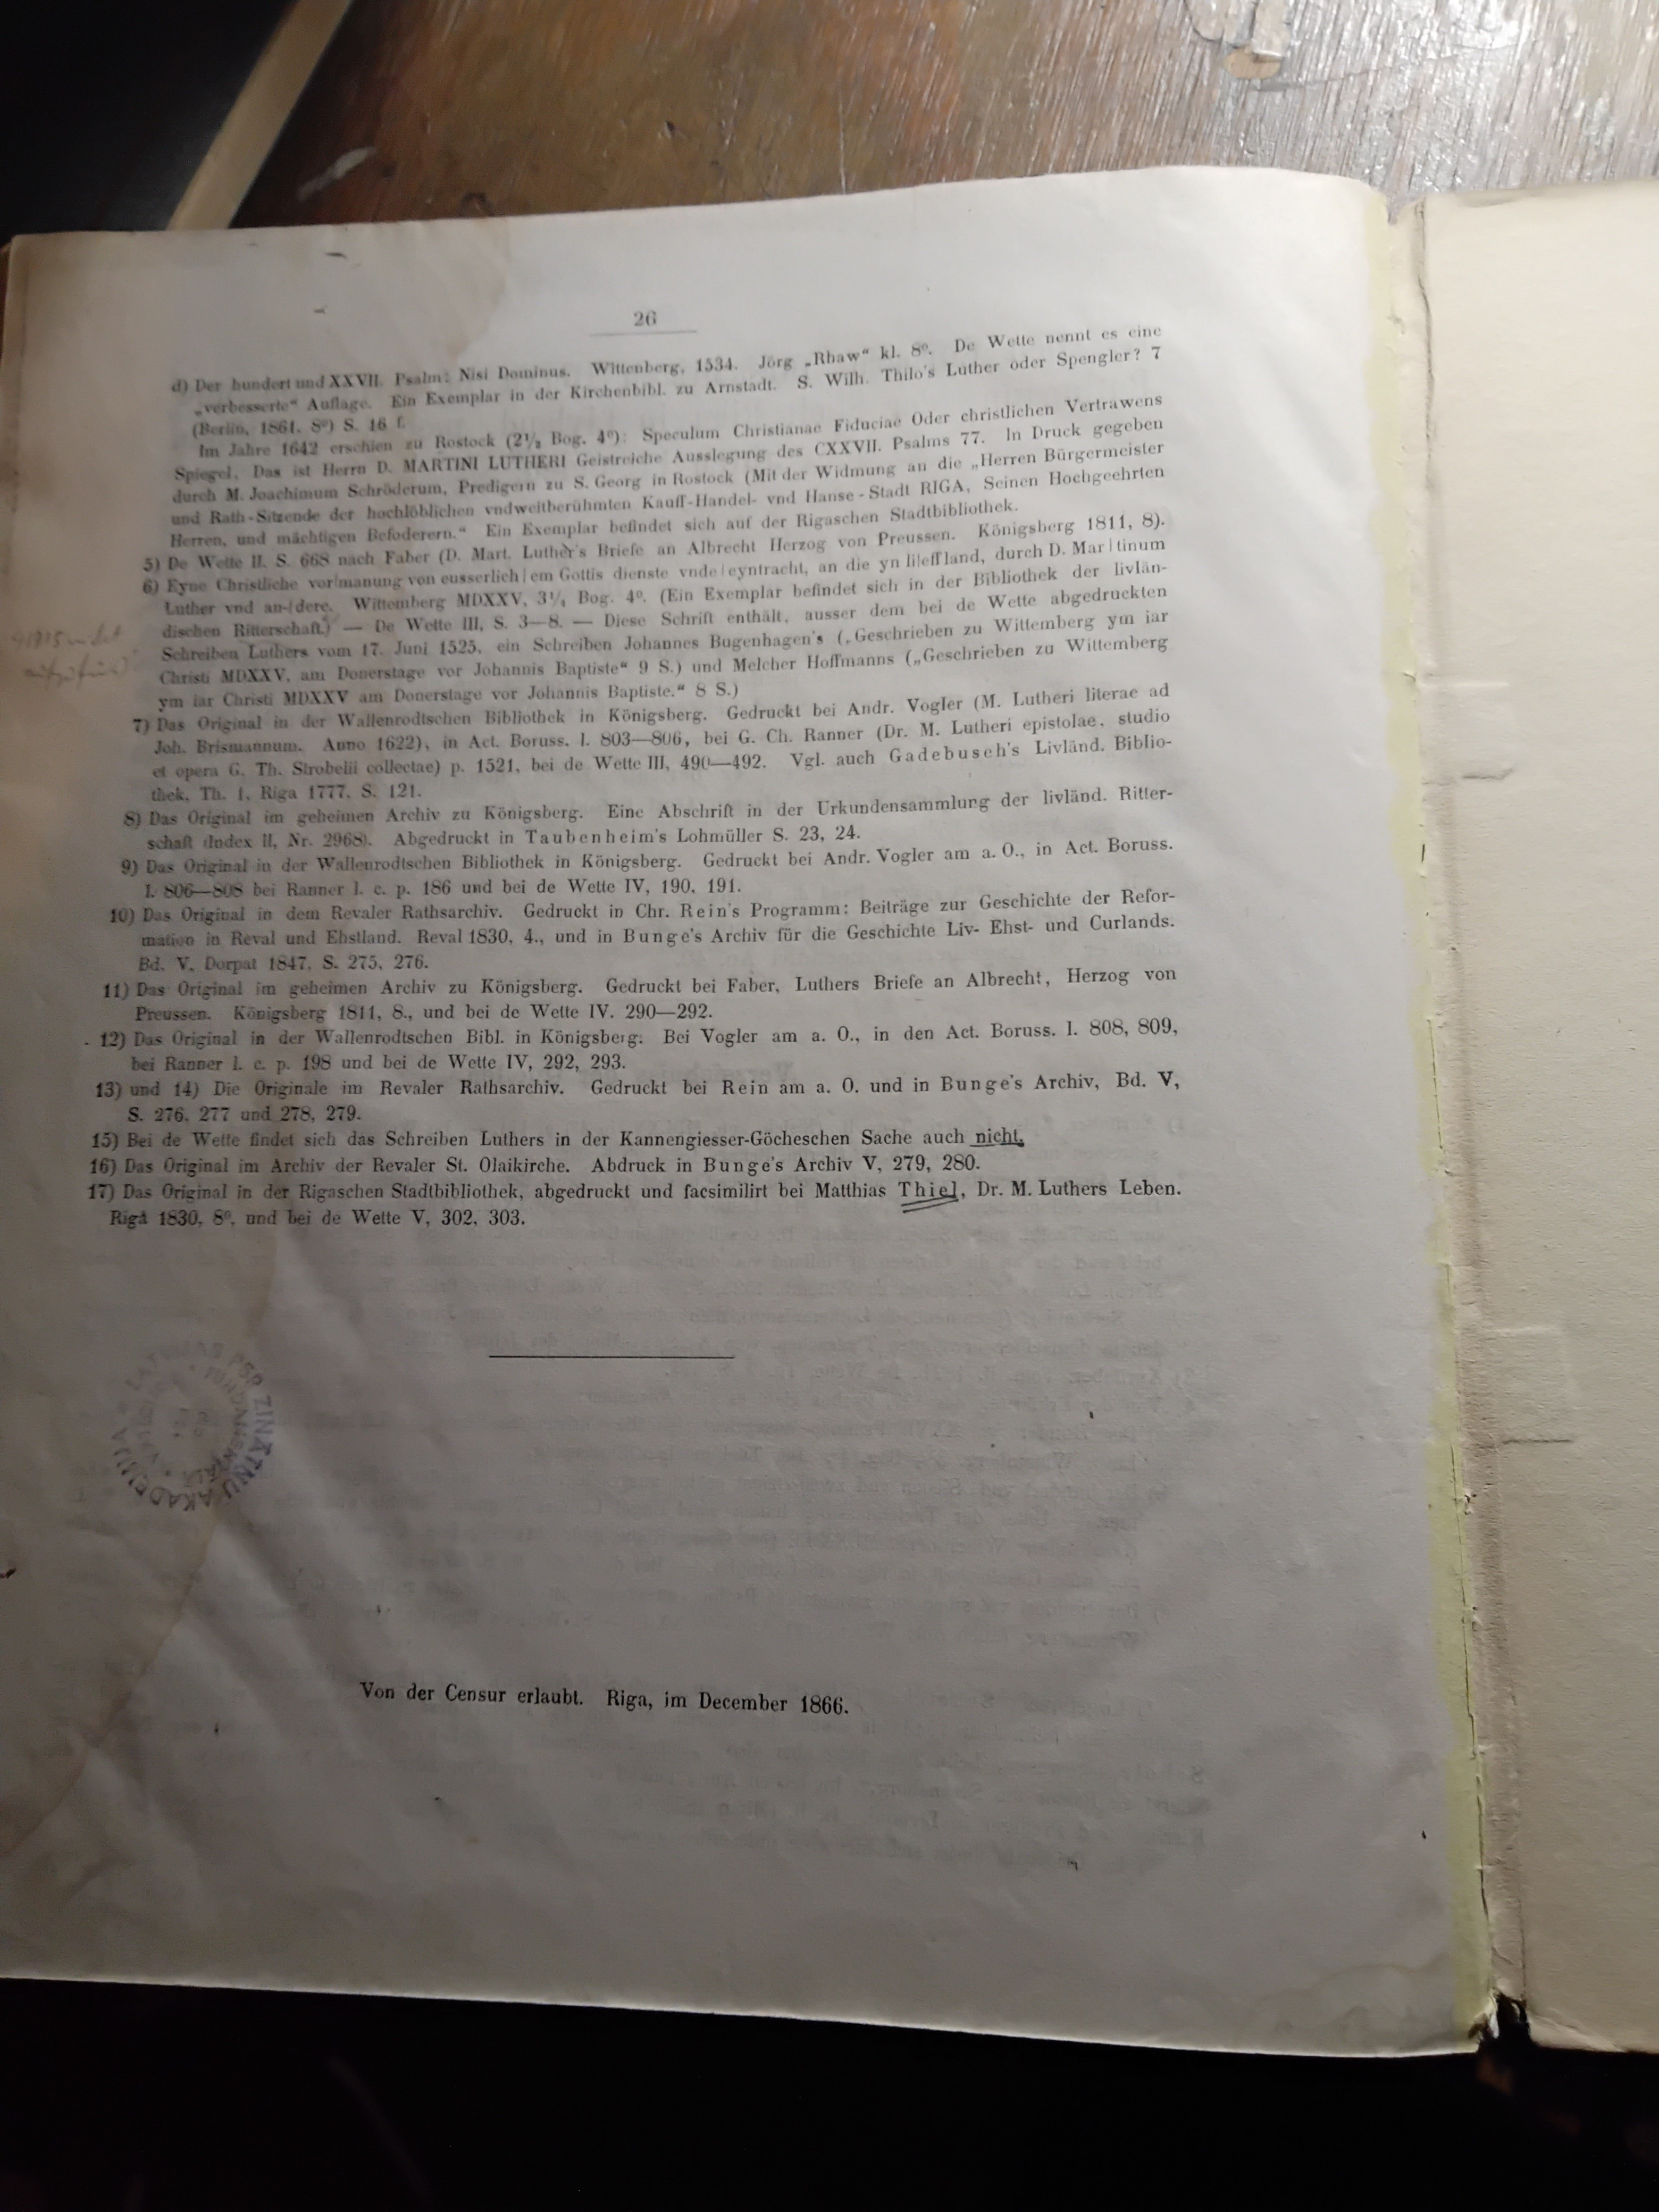 26
d) Der hundert und XXVII. Psalm: Nisi Dominus. Wittenberg, 1534. Jörg „Rhaw“ kl. 8°. De Wette nennt es eine
„verbesserte“ Auflage. Ein Exemplar in der Kirchenbibl. zu Arnstadt. S. Wilh. Thilo's Luther oder Spengler? 7
(Berlin, 1861. 8°) S. 16 f.
Im Jahre 1642 erschien zu Rostock (2½ Bog. 4°): Speculum Christianae Fiduciae Oder christlichen Vertrawens
Spiegel, Das ist Herrn D. MARTINI LUTHERI Geistreiche Ausslegung des CXXVII. Psalms 77. In Druck gegeben
durch M. Joachimum Schröderum, Predigern zu S. Georg in Rostock (Mit der Widmung an die „Herren Bürgermeister
und Rath-Sitzende der hochlöblichen vndweitberühmten Kauff-Handel- vnd Hanse-Stadt RIGA, Seinen Hochgeehrten
Herren, und mächtigen Befoderern.“ Ein Exemplar befindet sich auf der Rigaschen Stadtbibliothek.
5) De Wette II. S. 668 nach Faber (D. Mart. Luther's Briefe an Albrecht Herzog von Preussen. Königsberg 1811, 8).
6) Eyne Christliche vor|manung von eusserlich|em Gottis dienste vnde|eyntracht, an die yn li|effland, durch D. Mar|tinum
Luther vnd an-|dere. Wittemberg MDXXV, 3¼ Bog. 4°. (Ein Exemplar befindet sich in der Bibliothek der livlän-
dischen Ritterschaft.) — De Wette III, S. 3—8. — Diese Schrift enthält, ausser dem bei de Wette abgedruckten
Schreiben Luthers vom 17. Juni 1525, ein Schreiben Johannes Bugenhagen's („Geschrieben zu Wittemberg ym iar
Christi MDXXV, am Donerstage vor Johannis Baptiste“ 9 S.) und Melcher Hoffmanns („Geschrieben zu Wittemberg
ym iar Christi MDXXV am Donerstage vor Johannis Baptiste.“ 8 S.)
7) Das Original in der Wallenrodtschen Bibliothek in Königsberg. Gedruckt bei Andr. Vogler (M. Lutheri literae ad
Joh. Brismannum. Anno 1622), in Act. Boruss. I. 803—806, bei G. Ch. Ranner (Dr. M. Lutheri epistolae, studio
et opera G. Th. Strobelii collectae) p. 1521, bei de Wette III, 490—492. Vgl. auch Gadebusch's Livländ. Biblio-
thek, Th. I, Riga 1777. S. 121.
8) Das Original im geheimen Archiv zu Königsberg. Eine Abschrift in der Urkundensammlung der livländ. Ritter-
schaft (Index II, Nr. 2968). Abgedruckt in Taubenheim's Lohmüller S. 23, 24.
9) Das Original in der Wallenrodtschen Bibliothek in Königsberg. Gedruckt bei Andr. Vogler am a. O., in Act. Boruss.
I. 806—808 bei Ranner l. c. p. 186 und bei de Wette IV, 190, 191.
10) Das Original in dem Revaler Rathsarchiv. Gedruckt in Chr. Rein's Programm: Beiträge zur Geschichte der Refor-
mation in Reval und Ehstland. Reval 1830, 4., und in Bunge's Archiv für die Geschichte Liv- Ehst- und Curlands.
Bd. V. Dorpat 1847, S. 275, 276.
11) Das Original im geheimen Archiv zu Königsberg. Gedruckt bei Faber, Luthers Briefe an Albrecht, Herzog von
Preussen. Königsberg 1811, 8., und bei de Wette IV. 290—292.
12) Das Original in der Wallenrodtschen Bibl. in Königsberg. Bei Vogler am a. O., in den Act. Boruss. I. 808, 809,
bei Ranner l. c. p. 198 und bei de Wette IV, 292, 293.
13) und 14) Die Originale im Revaler Rathsarchiv. Gedruckt bei Rein am a. O. und in Bunge's Archiv, Bd. V,
S. 276, 277 und 278, 279.
15) Bei de Wette findet sich das Schreiben Luthers in der Kannengiesser-Göcheschen Sache auch nicht.
16) Das Original im Archiv der Revaler St. Olaikirche. Abdruck in Bunge's Archiv V, 279, 280.
17) Das Original in der Rigaschen Stadtbibliothek, abgedruckt und facsimilirt bei Matthias Thiel, Dr. M. Luthers Leben.
Riga 1830, 8°, und bei de Wette V, 302, 303.
LATVIJAS PSR ZINĀTŅU AKADEMIJA
FUNDAMENTĀLĀ
Von der Censur erlaubt. Riga, im December 1866.